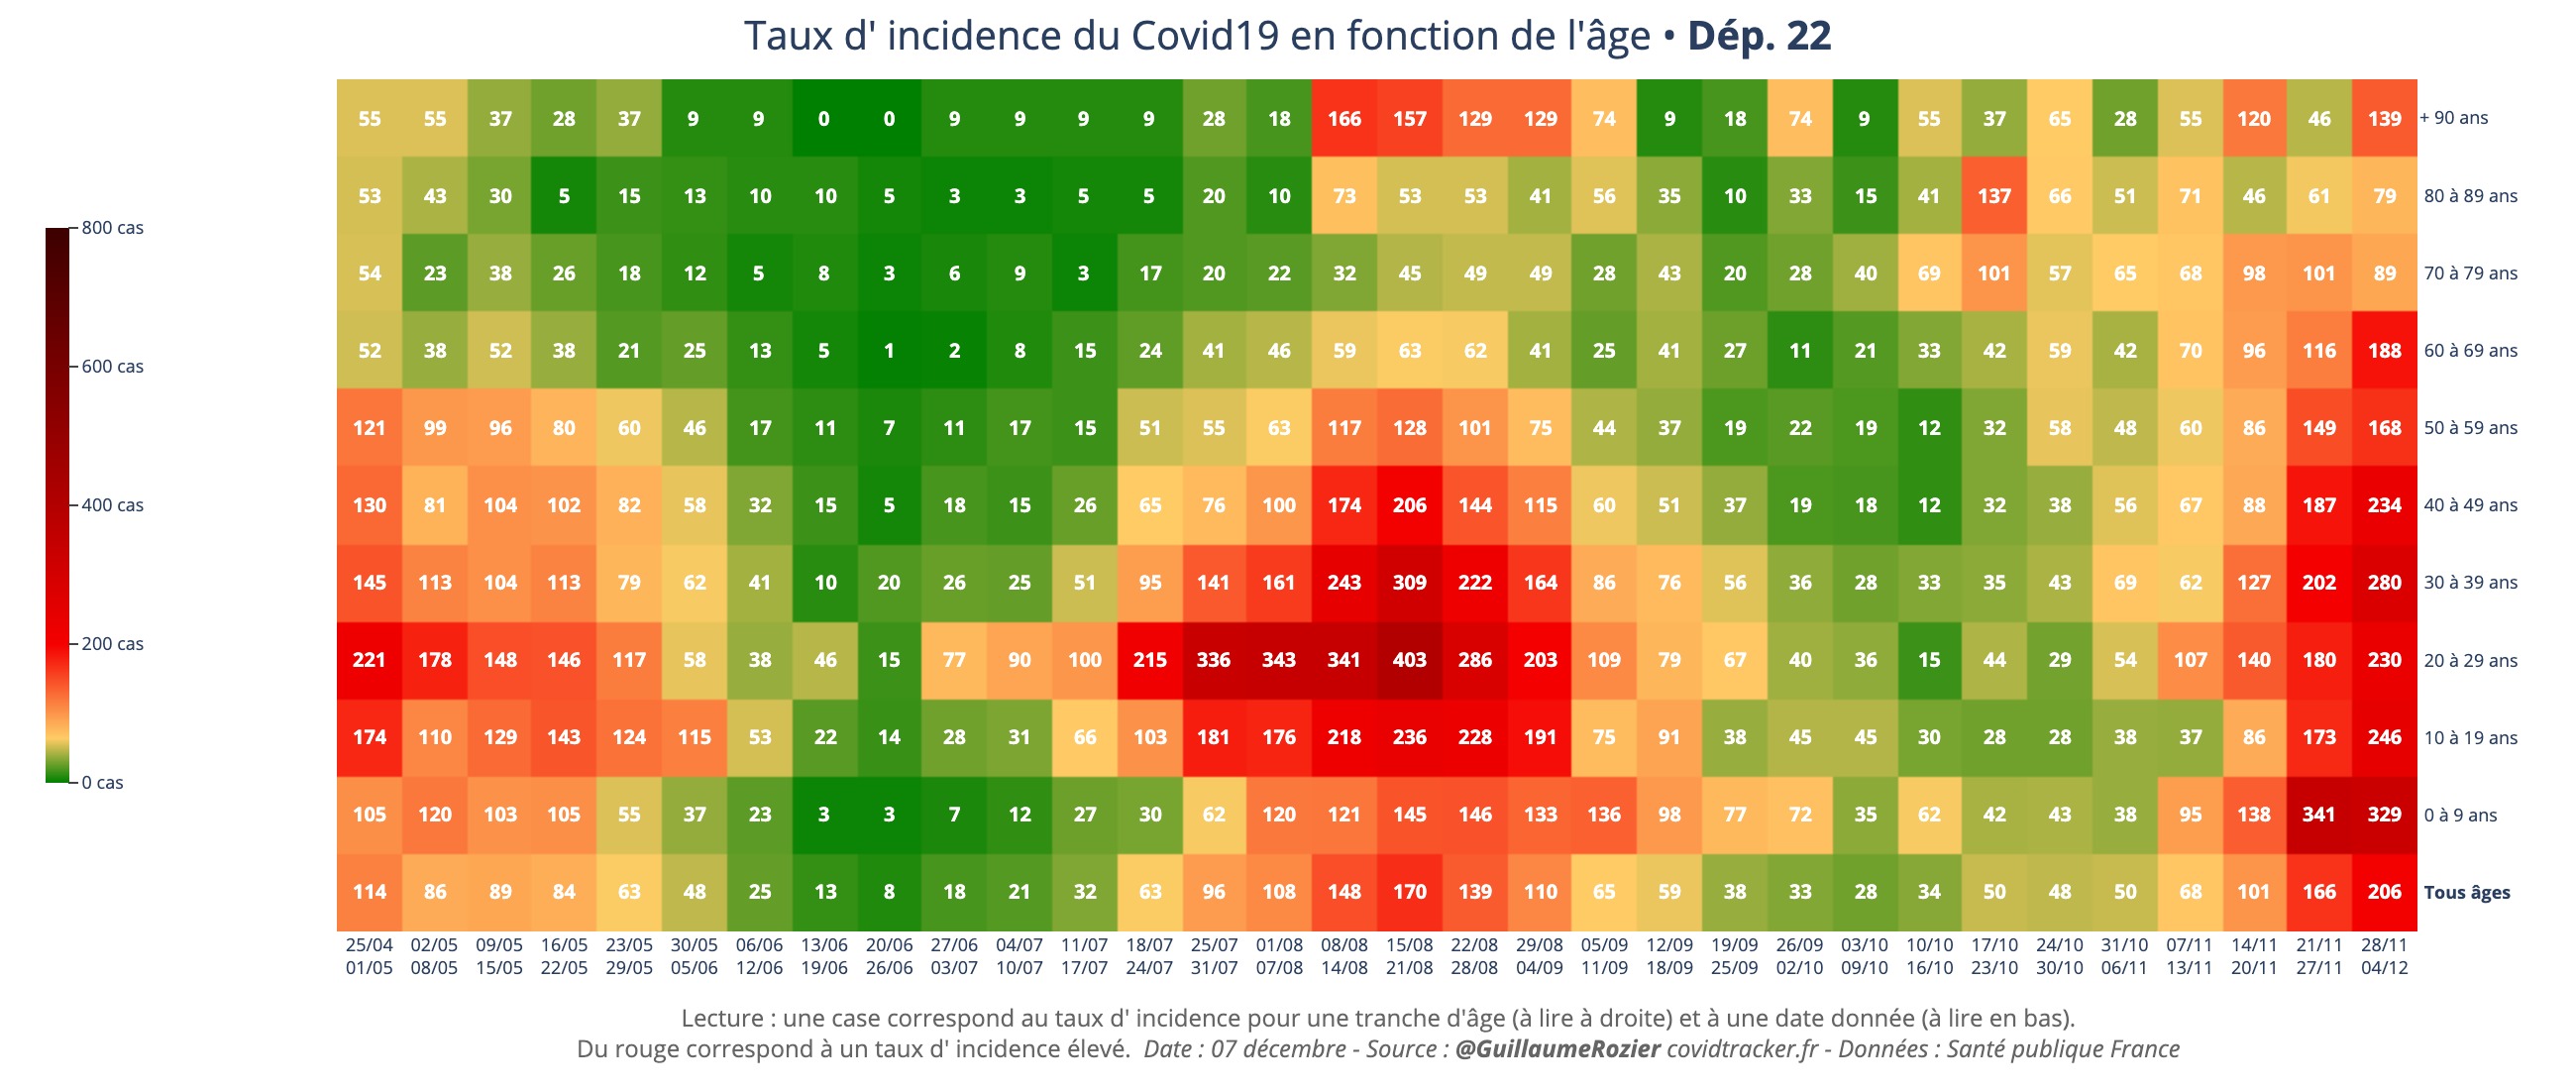 Taux d' incidence du Covid19 en fonction de l'âge • Dép. 22
800 cas
600 cas
400 cas
200 cas
0 cas
55 55 37 28 37 9 9 0 0 9 9 9 9 28 18 166 157 129 129 74 9 18 74 9 55 37 65 28 55 120 46 139 + 90 ans
53 43 30 5 15 13 10 10 5 3 3 5 5 20 10 73 53 53 41 56 35 10 33 15 41 137 66 51 71 46 61 79 80 à 89 ans
54 23 38 26 18 12 5 8 3 6 9 3 17 20 22 32 45 49 49 28 43 20 28 40 69 101 57 65 68 98 101 89 70 à 79 ans
52 38 52 38 21 25 13 5 1 2 8 15 24 41 46 59 63 62 41 25 41 27 11 21 33 42 59 42 70 96 116 188 60 à 69 ans
121 99 96 80 60 46 17 11 7 11 17 15 51 55 63 117 128 101 75 44 37 19 22 19 12 32 58 48 60 86 149 168 50 à 59 ans
130 81 104 102 82 58 32 15 5 18 15 26 65 76 100 174 206 144 115 60 51 37 19 18 12 32 38 56 67 88 187 234 40 à 49 ans
145 113 104 113 79 62 41 10 20 26 25 51 95 141 161 243 309 222 164 86 76 56 36 28 33 35 43 69 62 127 202 280 30 à 39 ans
221 178 148 146 117 58 38 46 15 77 90 100 215 336 343 341 403 286 203 109 79 67 40 36 15 44 29 54 107 140 180 230 20 à 29 ans
174 110 129 143 124 115 53 22 14 28 31 66 103 181 176 218 236 228 191 75 91 38 45 45 30 28 28 38 37 86 173 246 10 à 19 ans
105 120 103 105 55 37 23 3 3 7 12 27 30 62 120 121 145 146 133 136 98 77 72 35 62 42 43 38 95 138 341 329 0 à 9 ans
114 86 89 84 63 48 25 13 8 18 21 32 63 96 108 148 170 139 110 65 59 38 33 28 34 50 48 50 68 101 166 206 Tous âges
25/04 02/05 09/05 16/05 23/05 30/05 06/06 13/06 20/06 27/06 04/07 11/07 18/07 25/07 01/08 08/08 15/08 22/08 29/08 05/09 12/09 19/09 26/09 03/10 10/10 17/10 24/10 31/10 07/11 14/11 21/11 28/11
01/05 08/05 15/05 22/05 29/05 05/06 12/06 19/06 26/06 03/07 10/07 17/07 24/07 31/07 07/08 14/08 21/08 28/08 04/09 11/09 18/09 25/09 02/10 09/10 16/10 23/10 30/10 06/11 13/11 20/11 27/11 04/12
Lecture : une case correspond au taux d' incidence pour une tranche d'âge (à lire à droite) et à une date donnée (à lire en bas).
Du rouge correspond à un taux d' incidence élevé. Date : 07 décembre - Source : @GuillaumeRozier covidtracker.fr - Données : Santé publique France